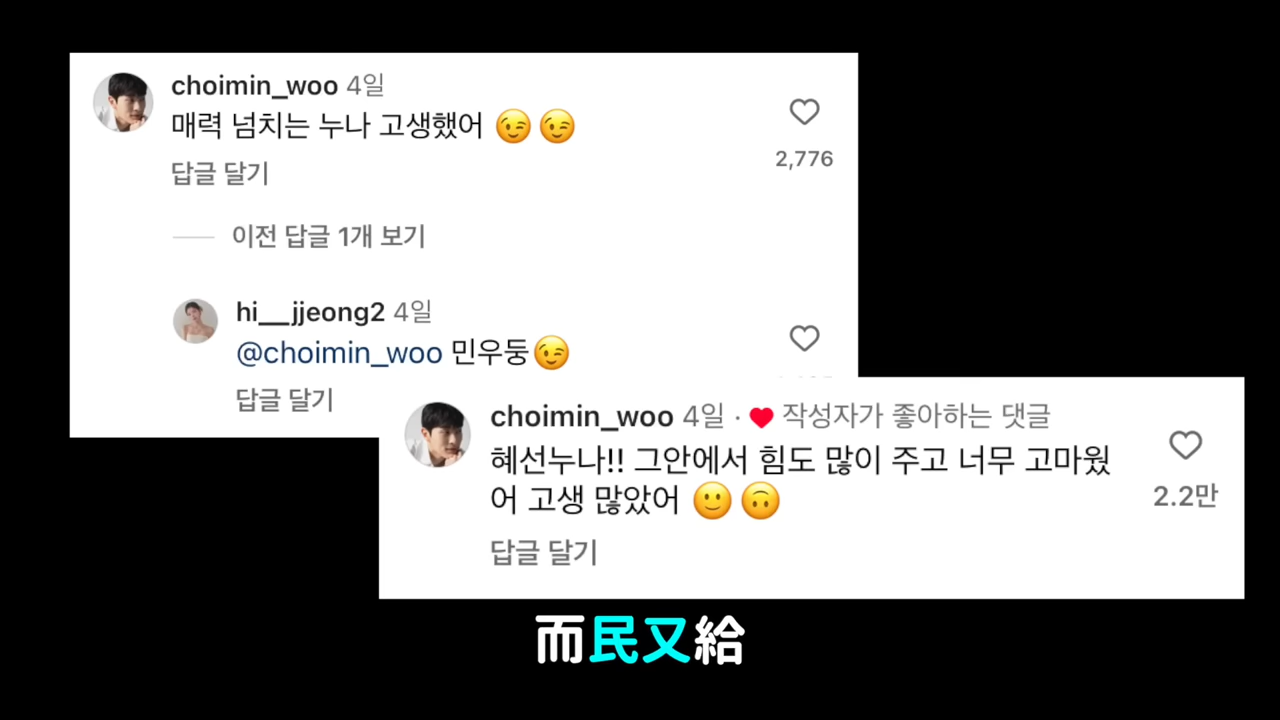 choimin_woo 4일
매력 넘치는 누나 고생했어 😉 😉
2,776
답글 달기
이전 답글 1개 보기
hi__jjeong2 4일
@choimin_woo 민우둥😉
답글 달기
choimin_woo 4일 · ❤️ 작성자가 좋아하는 댓글
혜선누나!! 그안에서 힘도 많이 주고 너무 고마웠
어 고생 많았어 🙂 🙃
2.2만
답글 달기
而民又給